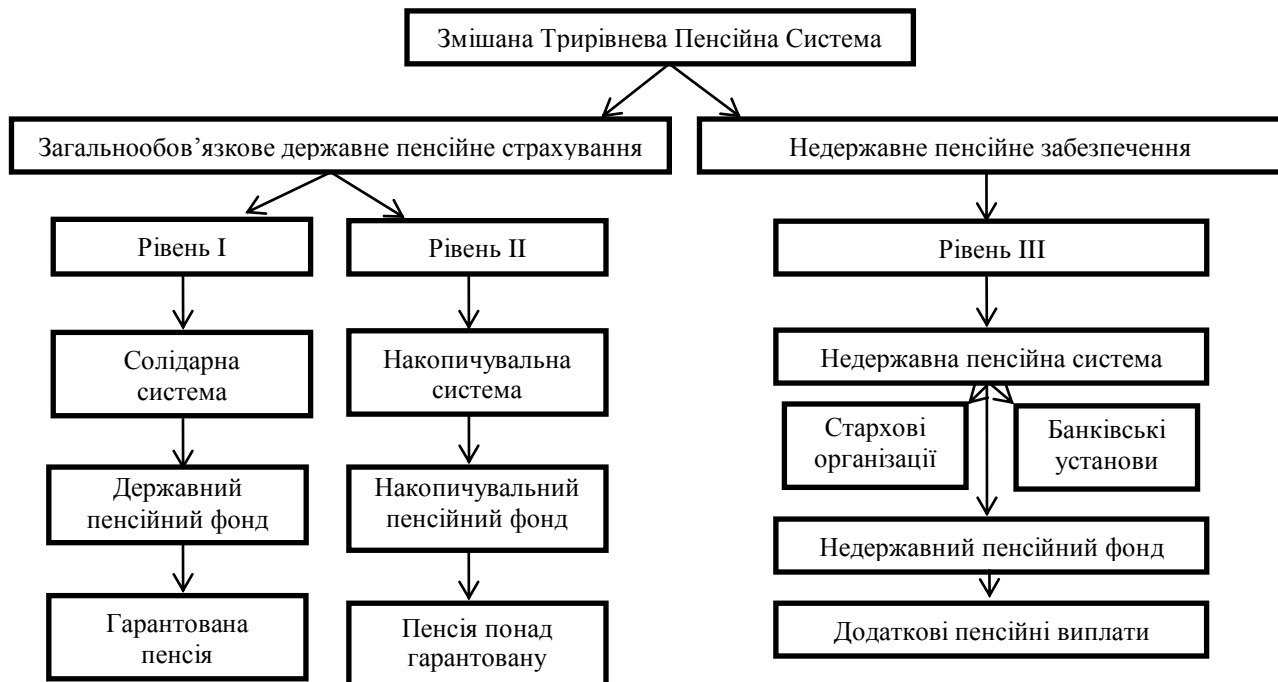 Змішана Трирівнева Пенсійна Система
Загальнообов’язкове державне пенсійне страхування
Недержавне пенсійне забезпечення
Рівень І
Рівень ІІ
Рівень ІІІ
Солідарна
система
Накопичувальна
система
Недержавна пенсійна система
Стархові
організації
Банківські
установи
Державний
пенсійний фонд
Накопичувальний
пенсійний фонд
Недержавний пенсійний фонд
Гарантована
пенсія
Пенсія понад
гарантовану
Додаткові пенсійні виплати